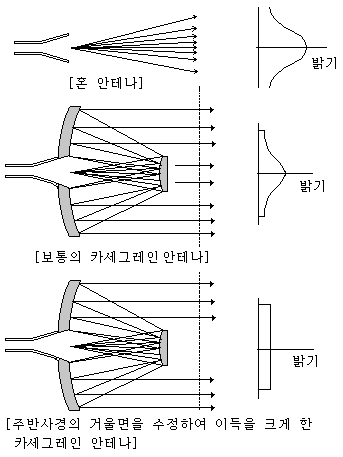 밝기
[혼 안테나]
밝기
[보통의 카세그레인 안테나]
밝기
[주반사경의 거울면을 수정하여 이득을 크게 한
카세그레인 안테나]